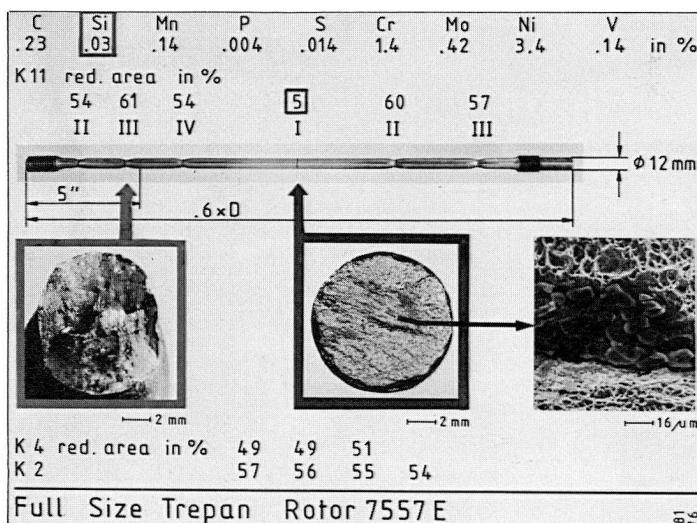 C Si Mn P S Cr Mo Ni V
.23 .03 .14 .004 .014 1.4 .42 3.4 .14 in %
K11 red. area in %
54 61 54 5 60 57
II III IV I II III
Φ 12 mm
5"
.6×D
2 mm 2 mm 16 µm
K 4 red. area in % 49 49 51
K 2 57 56 55 54
Full Size Trepan Rotor 7557 E